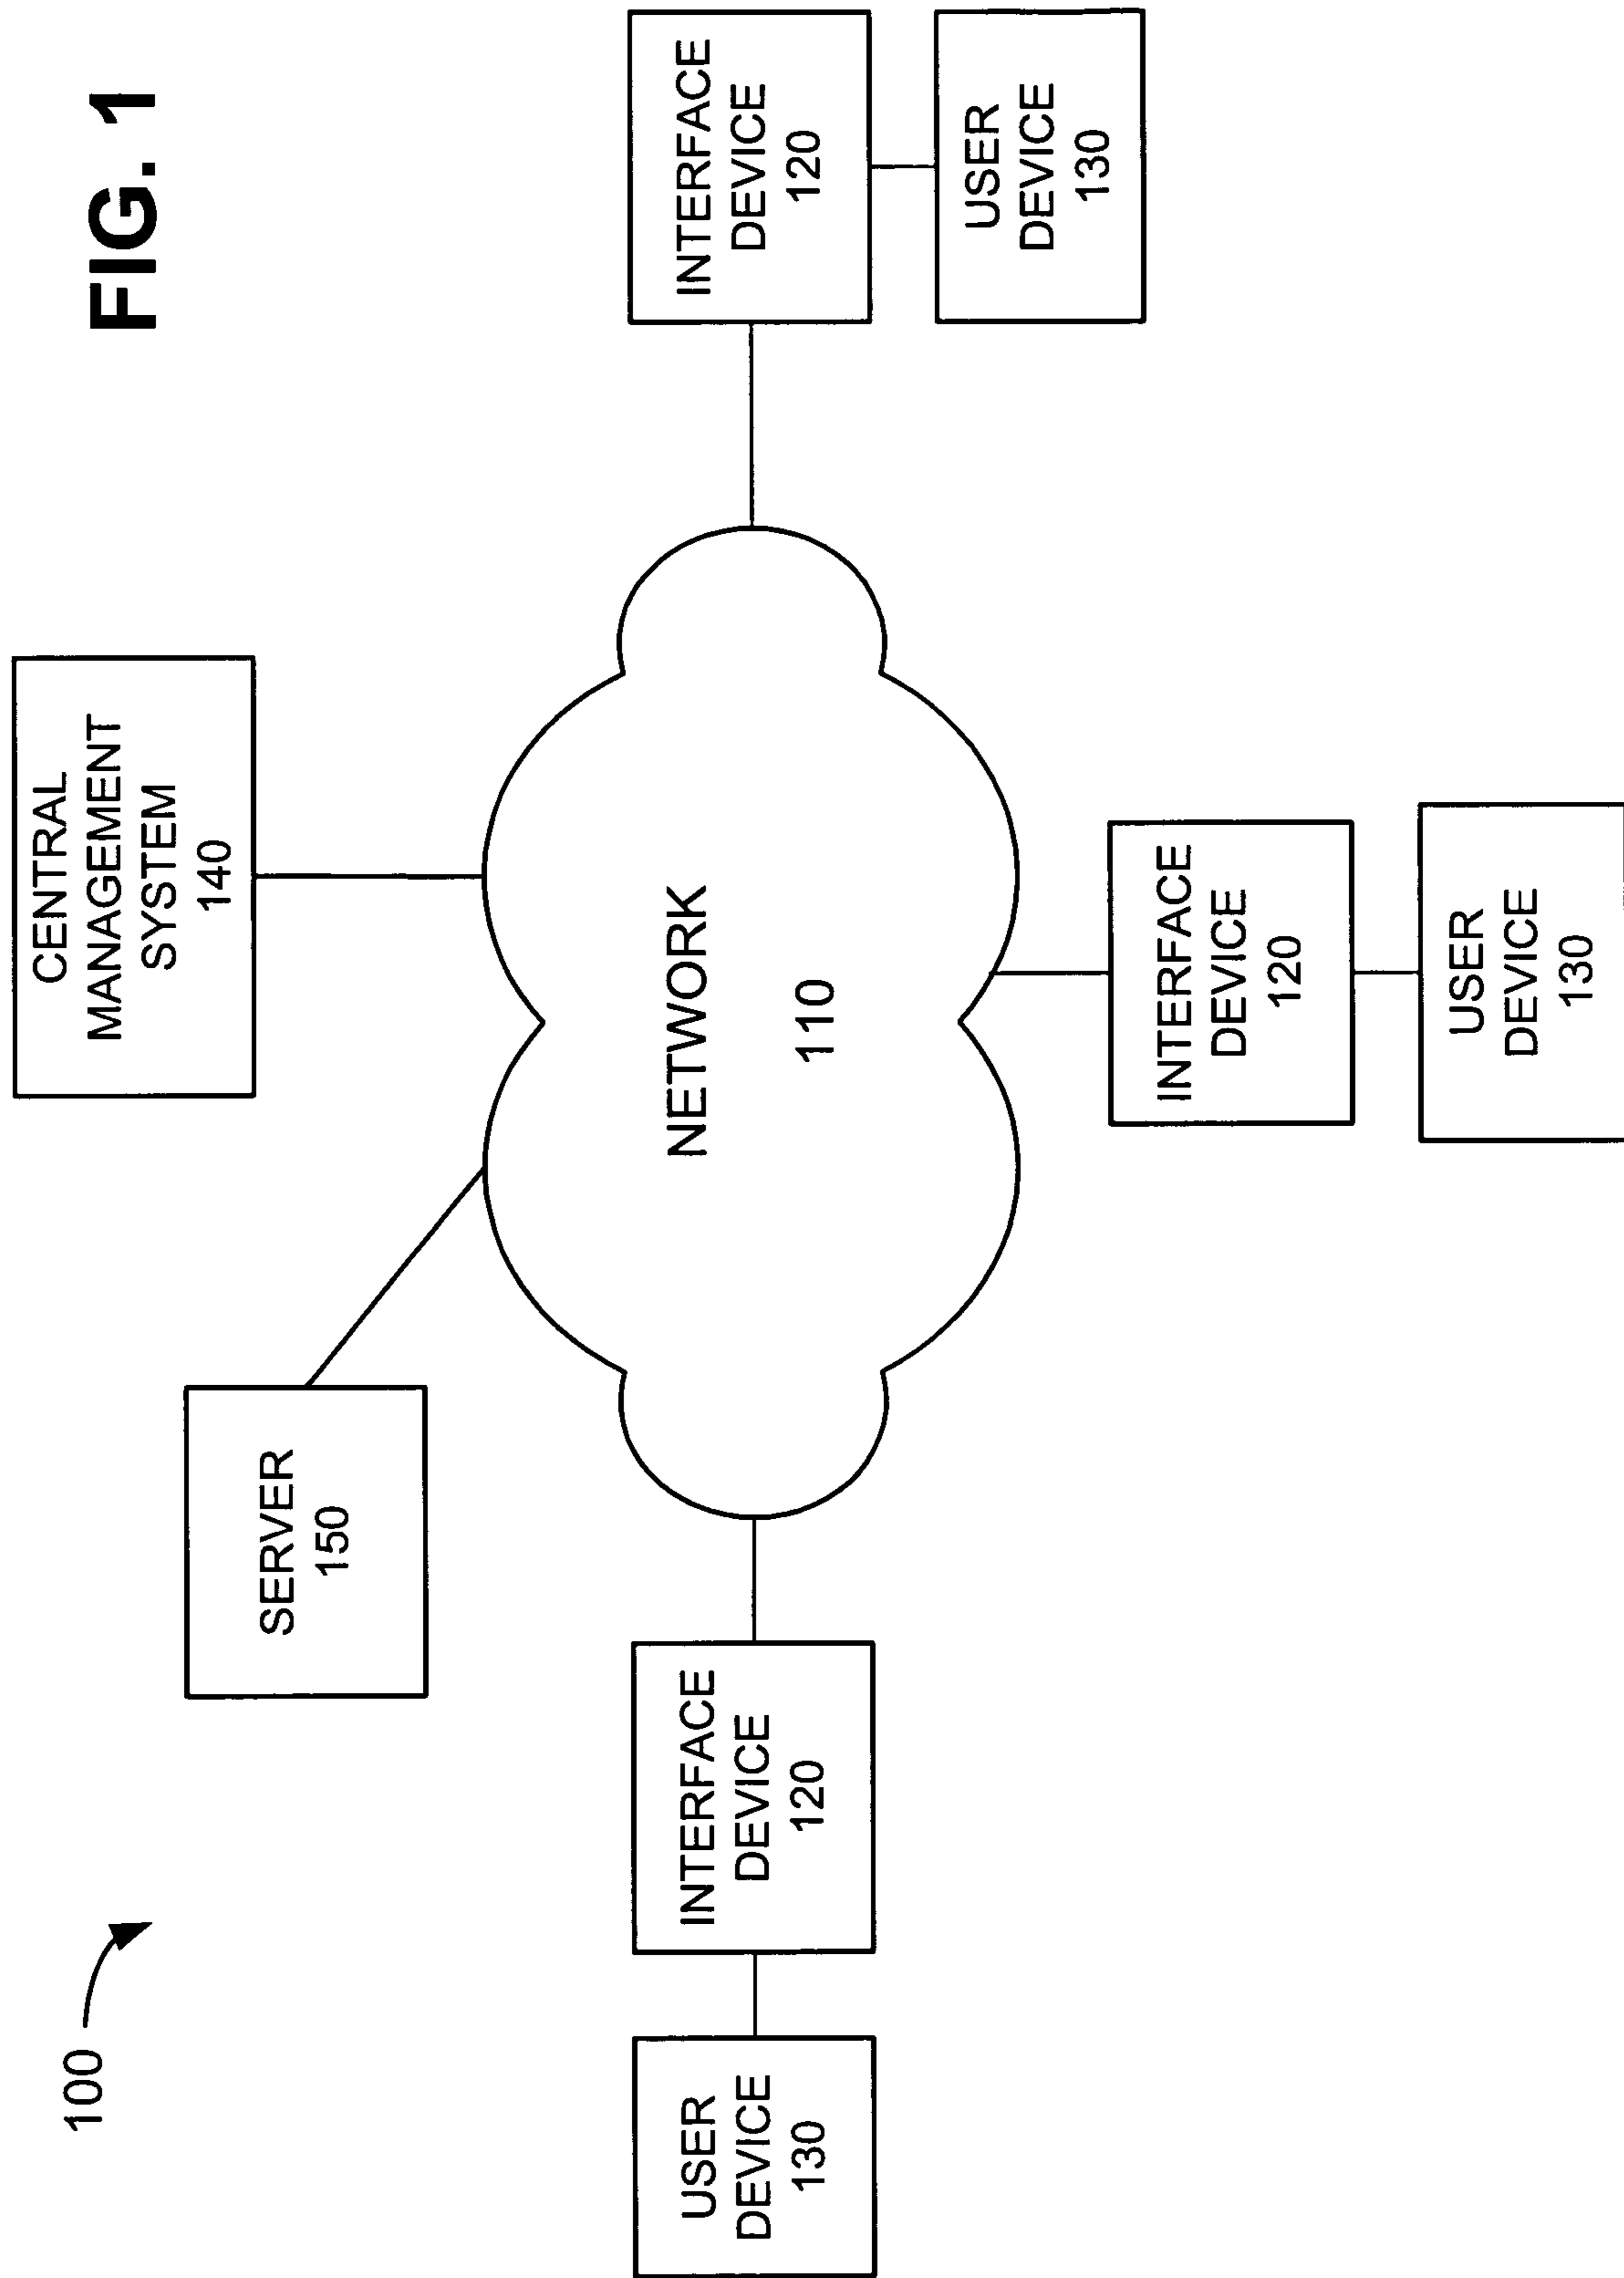 FIG. 1
100
CENTRAL
MANAGEMENT
SYSTEM
140
SERVER
150
USER
DEVICE
130
INTERFACE
DEVICE
120
NETWORK
110
INTERFACE
DEVICE
120
USER
DEVICE
130
INTERFACE
DEVICE
120
USER
DEVICE
130